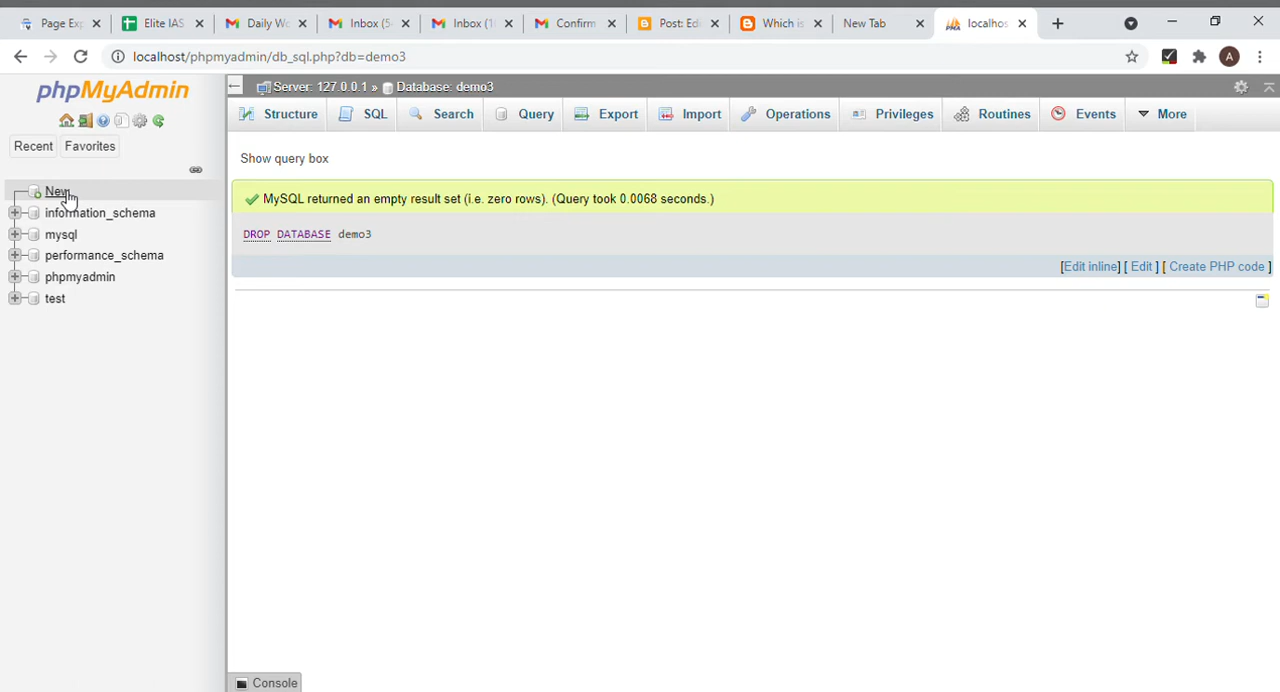 Page Ex
Elite IAS
Daily Wo
Inbox (5
Inbox (1
Confirm
Post: Ed
Which is
New Tab
localhos
localhost/phpmyadmin/db_sql.php?db=demo3
A
phpMyAdmin
Recent
Favorites
New
information_schema
mysql
performance_schema
phpmyadmin
test
Server: 127.0.0.1 » Database: demo3
Structure
SQL
Search
Query
Export
Import
Operations
Privileges
Routines
Events
More
Show query box
MySQL returned an empty result set (i.e. zero rows). (Query took 0.0068 seconds.)
DROP DATABASE demo3
[Edit inline] [ Edit ] [ Create PHP code ]
Console